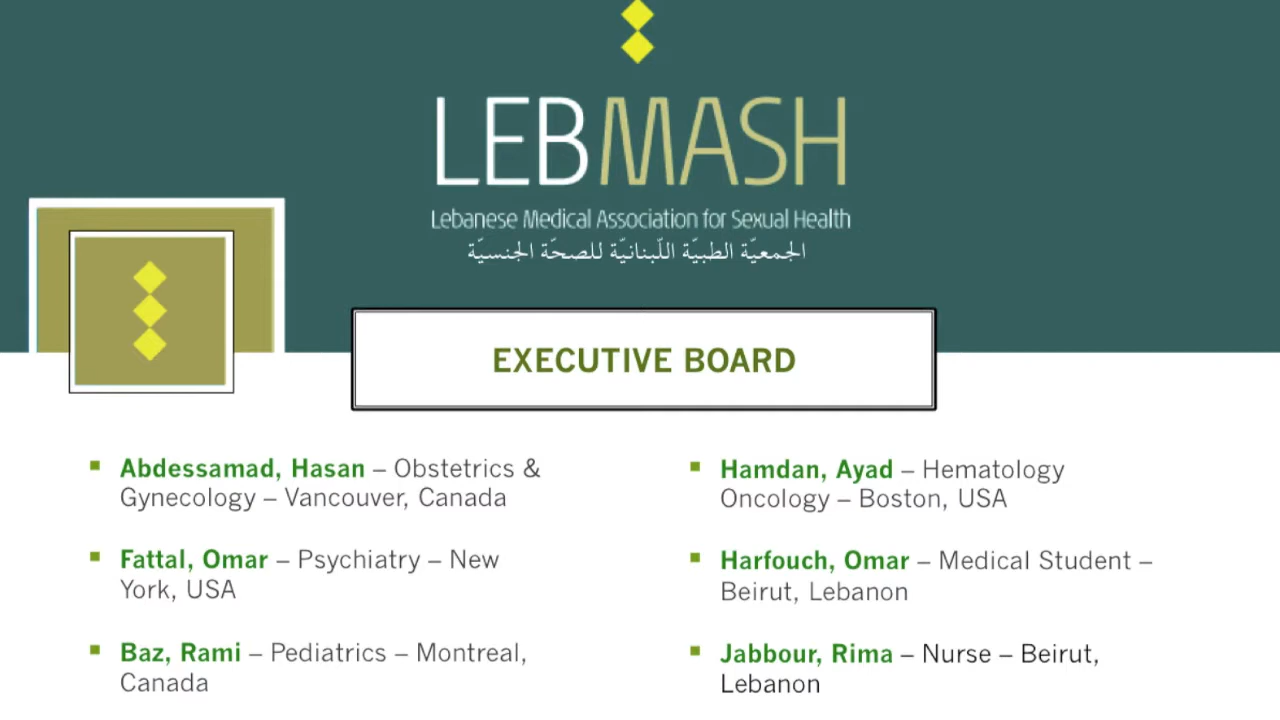 LEBMASH
Lebanese Medical Association for Sexual Health
الجمعيّة الطبيّة اللّبنانيّة للصحّة الجنسيّة
EXECUTIVE BOARD
Abdessamad, Hasan – Obstetrics &
Gynecology – Vancouver, Canada
Fattal, Omar – Psychiatry – New
York, USA
Baz, Rami – Pediatrics – Montreal,
Canada
Hamdan, Ayad – Hematology
Oncology – Boston, USA
Harfouch, Omar – Medical Student –
Beirut, Lebanon
Jabbour, Rima – Nurse – Beirut,
Lebanon